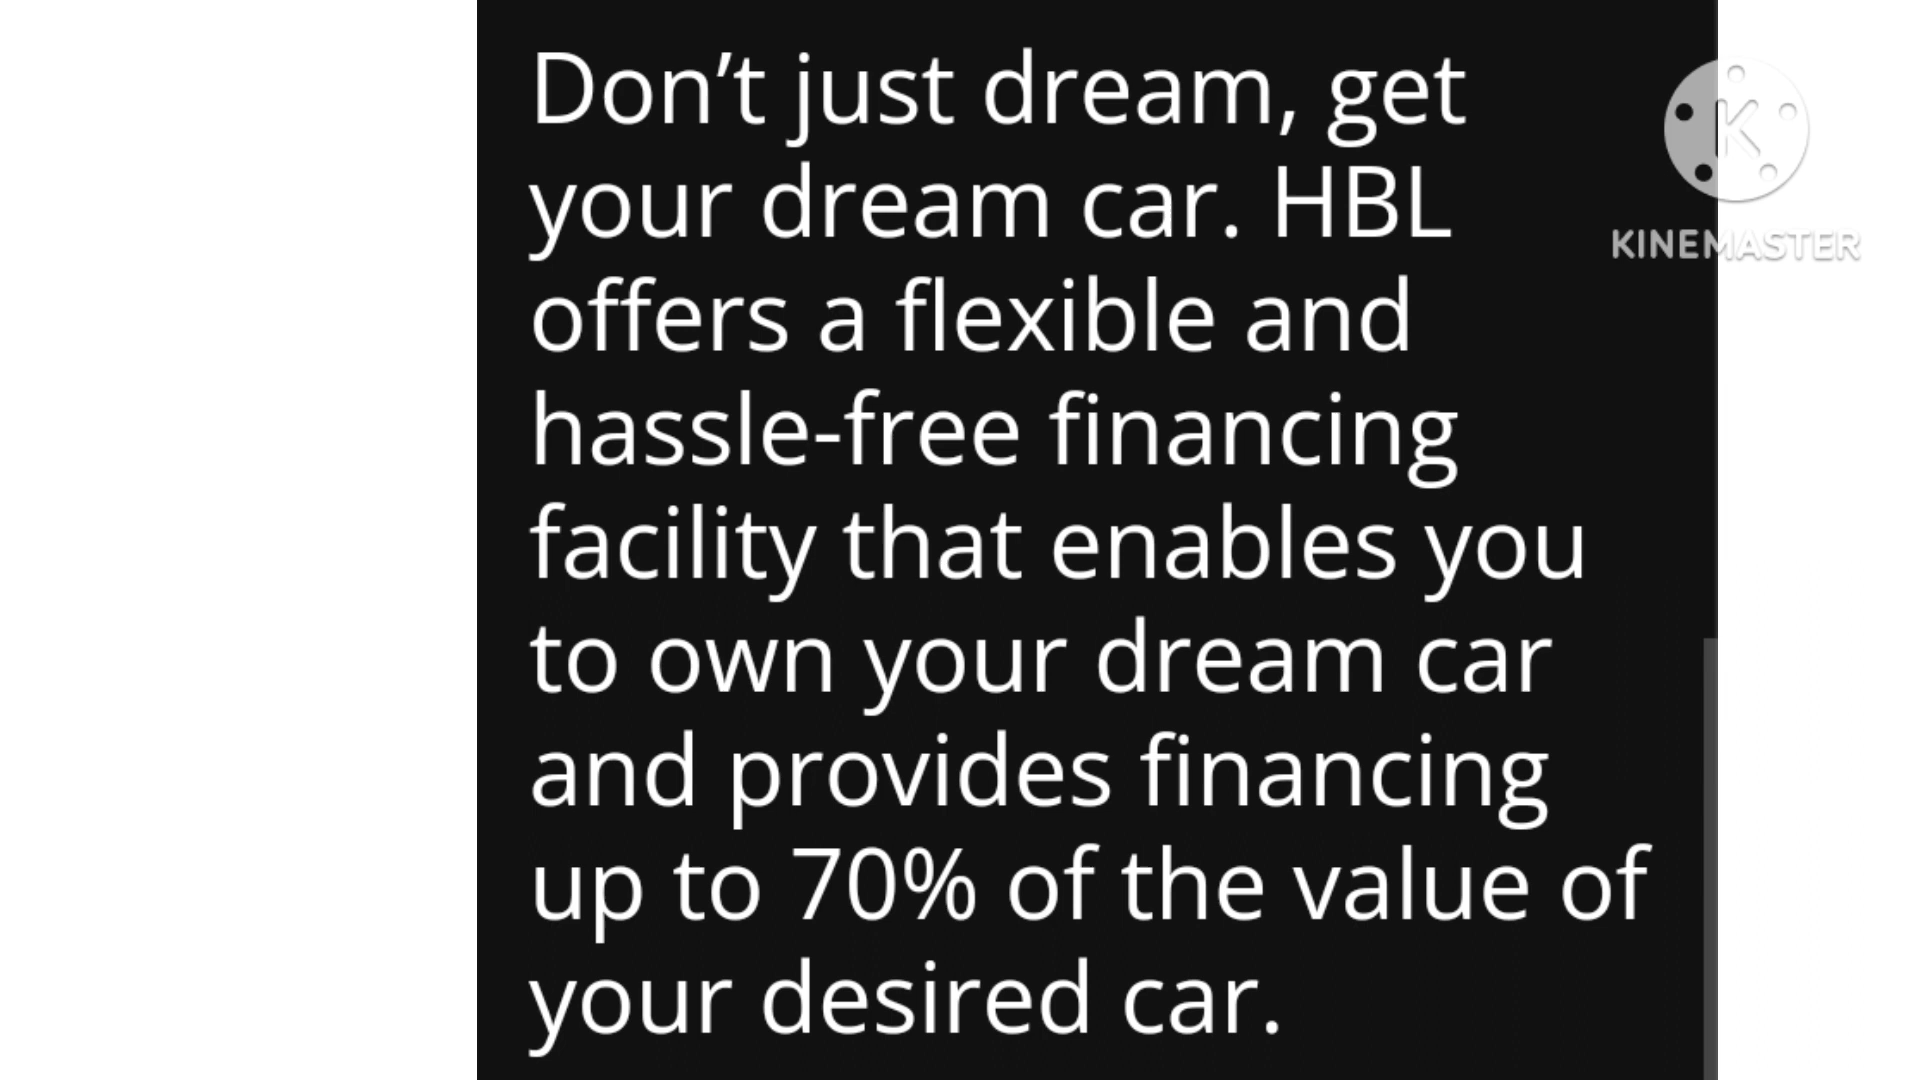 Don’t just dream, get
your dream car. HBL
offers a flexible and
hassle-free financing
facility that enables you
to own your dream car
and provides financing
up to 70% of the value of
your desired car.
K
KINEMASTER